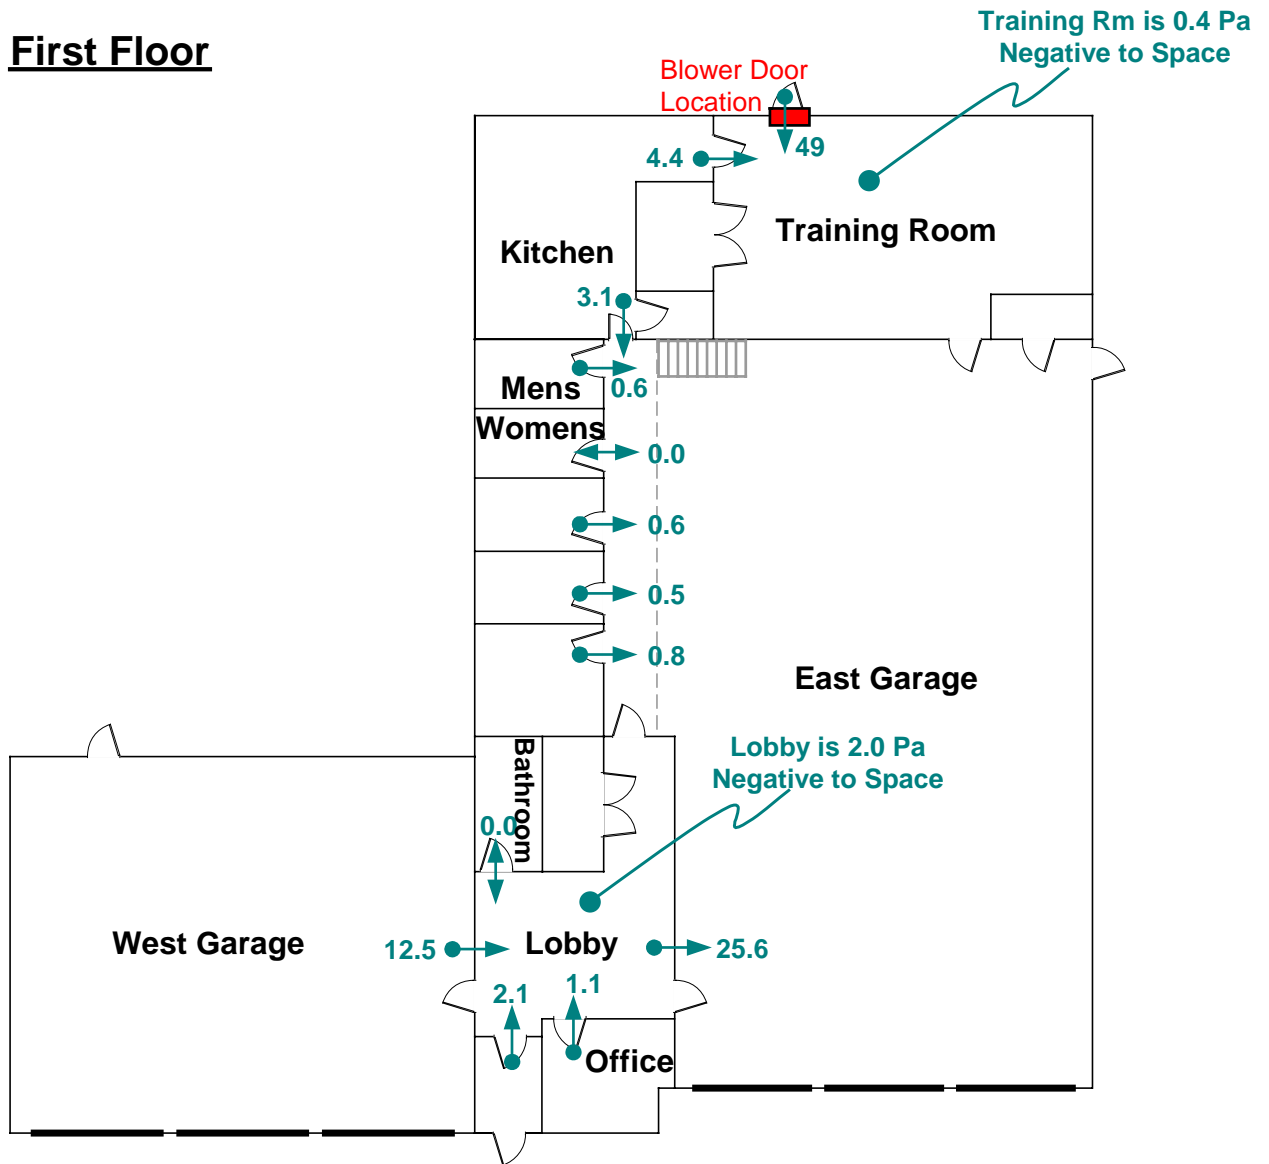 First Floor
Training Rm is 0.4 Pa
Negative to Space
Blower Door
Location
49
4.4
Training Room
Kitchen
3.1
Mens
0.6
Womens
0.0
0.6
0.5
0.8
East Garage
Bathroom
Lobby is 2.0 Pa
Negative to Space
0.0
West Garage
12.5
Lobby
25.6
2.1
1.1
Office